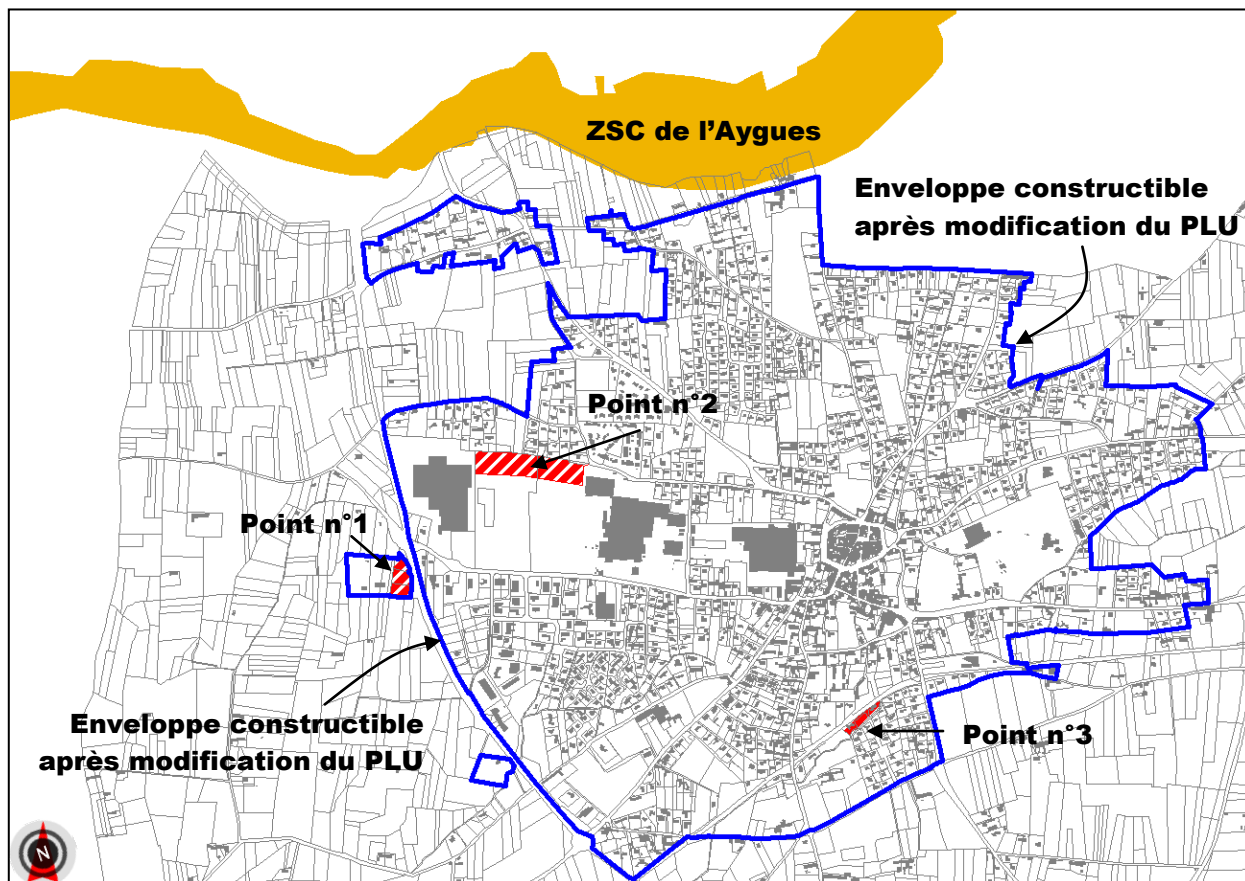 ZSC de l'Aygues
Enveloppe constructible
après modification du PLU
Point n°2
Point n°1
Enveloppe constructible
après modification du PLU
Point n°3
N